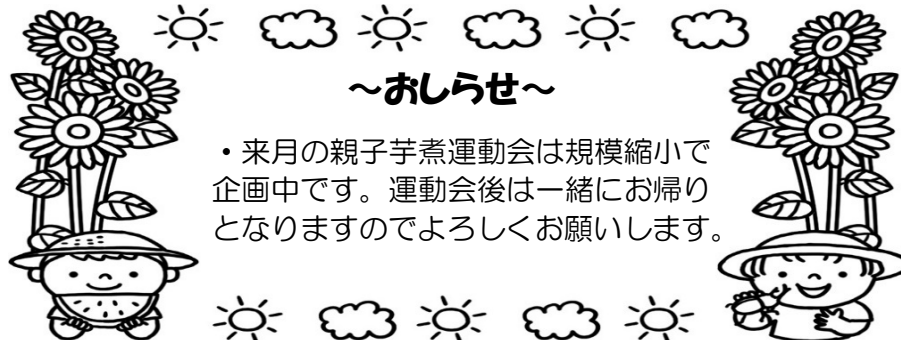 ～おしらせ～
・来月の親子芋煮運動会は規模縮小で
企画中です。運動会後は一緒にお帰り
となりますのでよろしくお願いします。